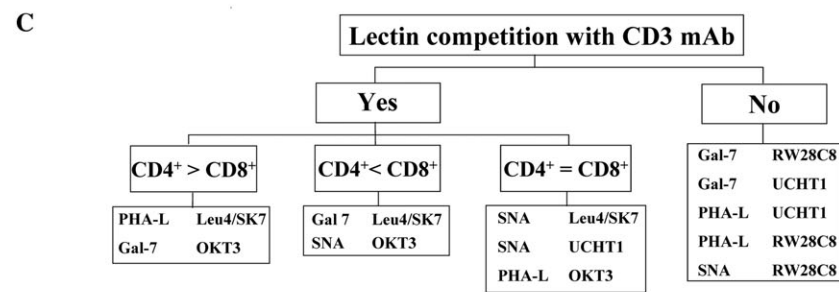 C
Lectin competition with CD3 mAb
Yes
No
CD4⁺ > CD8⁺
CD4⁺< CD8⁺
CD4⁺ = CD8⁺
PHA-L Leu4/SK7
Gal-7 OKT3
Gal 7 Leu4/SK7
SNA OKT3
SNA Leu4/SK7
SNA UCHT1
PHA-L OKT3
Gal-7 RW28C8
Gal-7 UCHT1
PHA-L UCHT1
PHA-L RW28C8
SNA RW28C8